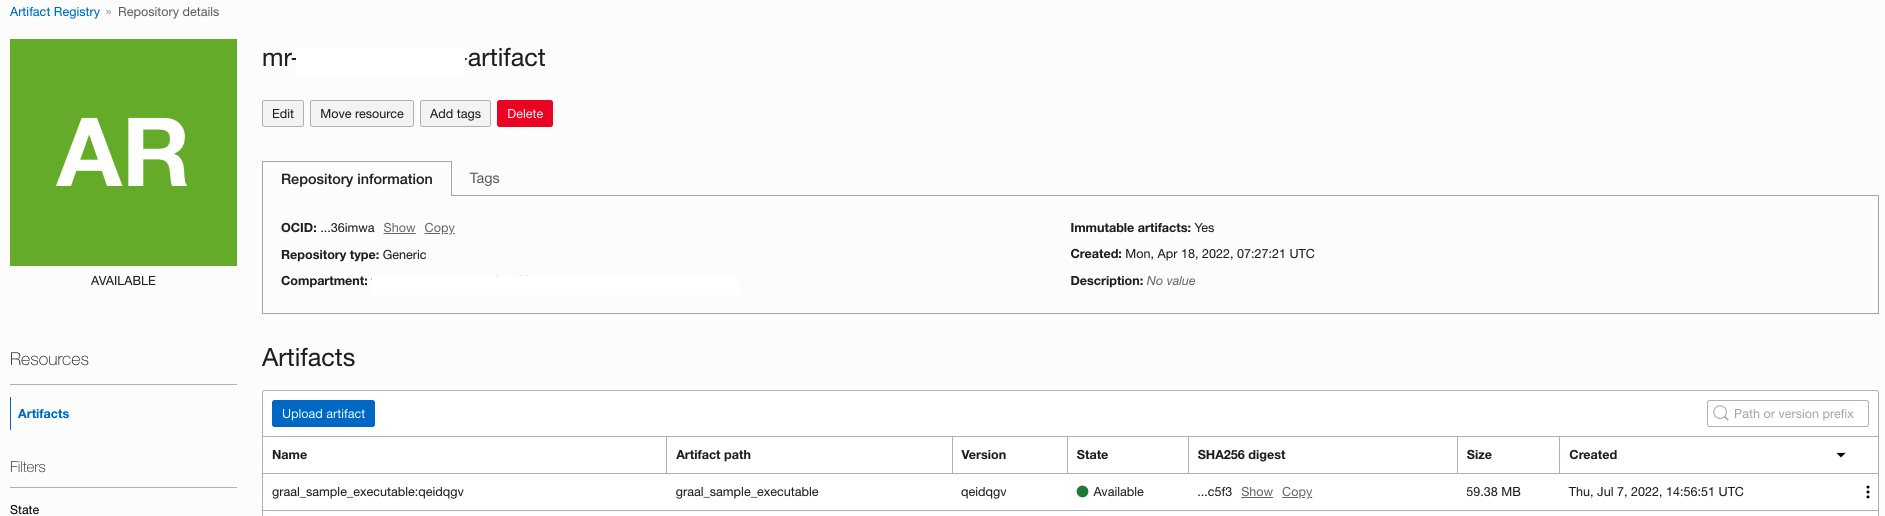 Artifact Registry » Repository details
AR
AVAILABLE
mr- -artifact
Edit Move resource Add tags Delete
Repository information Tags
OCID: ...36imwa Show Copy
Repository type: Generic
Compartment:
Immutable artifacts: Yes
Created: Mon, Apr 18, 2022, 07:27:21 UTC
Description: No value
Resources
Artifacts
Filters
State
Artifacts
Upload artifact
Path or version prefix
Name Artifact path Version State SHA256 digest Size Created
graal_sample_executable:qeidqgv graal_sample_executable qeidqgv Available ...c5f3 Show Copy 59.38 MB Thu, Jul 7, 2022, 14:56:51 UTC